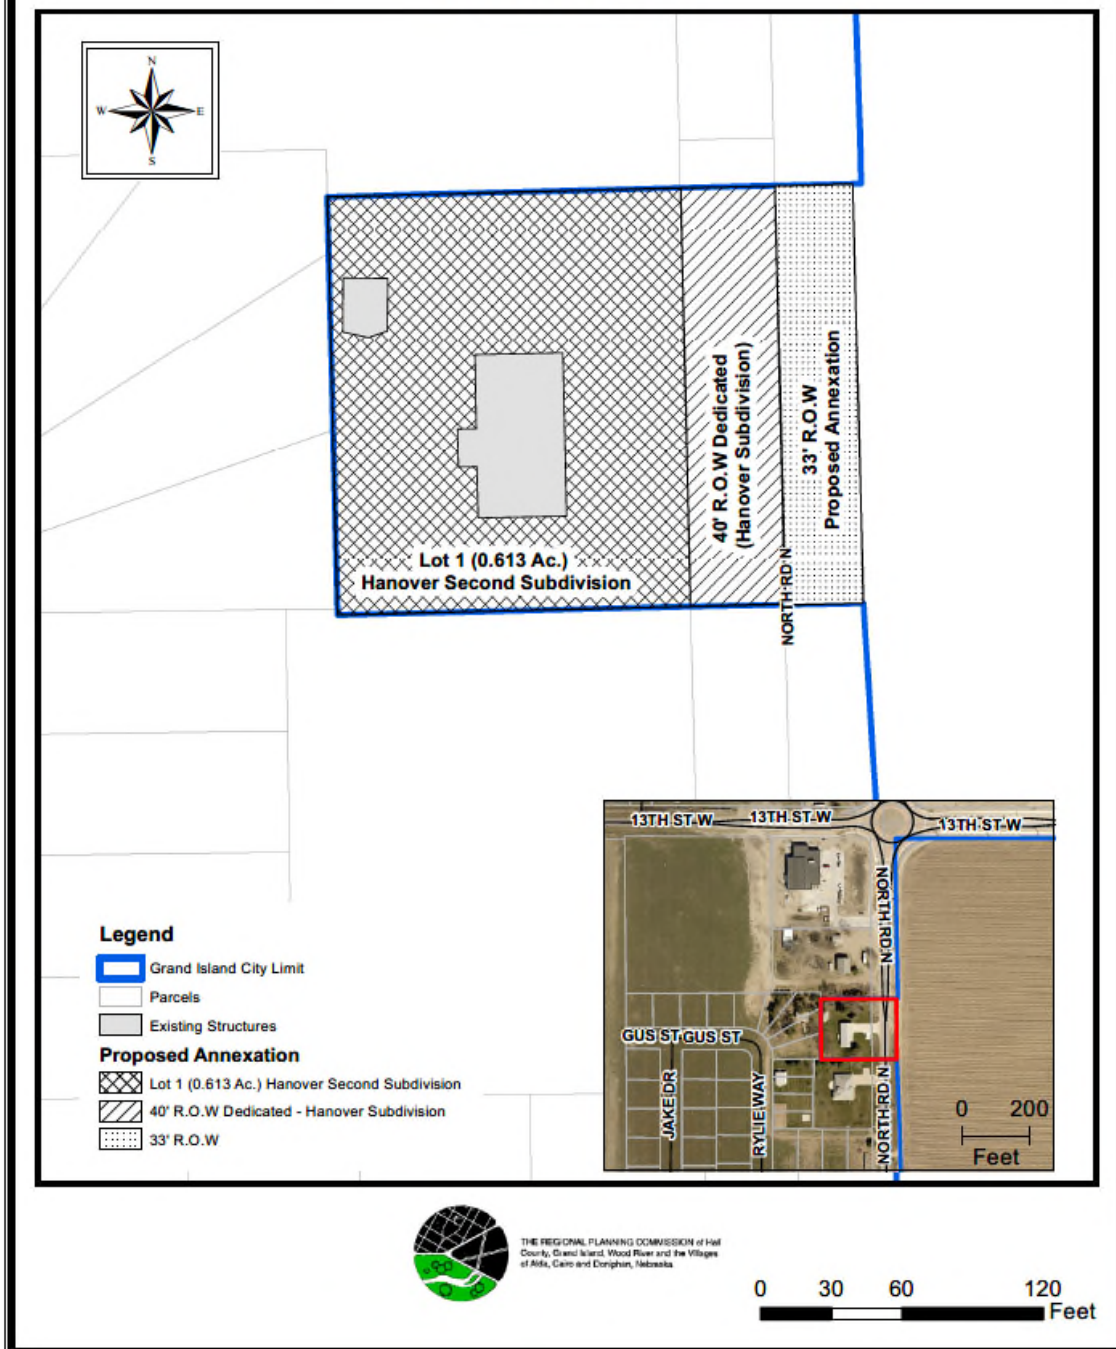 N
W E
S
40' R.O.W Dedicated
(Hanover Subdivision)
33' R.O.W
Proposed Annexation
NORTH RD N
Lot 1 (0.613 Ac.)
Hanover Second Subdivision
13TH ST W 13TH ST W 13TH ST W
NORTH RD N
GUS ST GUS ST
JAKE DR
RYLIE WAY
NORTH RD N
0 200
Feet
Legend
Grand Island City Limit
Parcels
Existing Structures
Proposed Annexation
Lot 1 (0.613 Ac.) Hanover Second Subdivision
40' R.O.W Dedicated - Hanover Subdivision
33' R.O.W
THE REGIONAL PLANNING COMMISSION of Hall
County, Grand Island, Wood River and the Villages
of Alda, Cairo and Doniphan, Nebraska
0 30 60 120
Feet